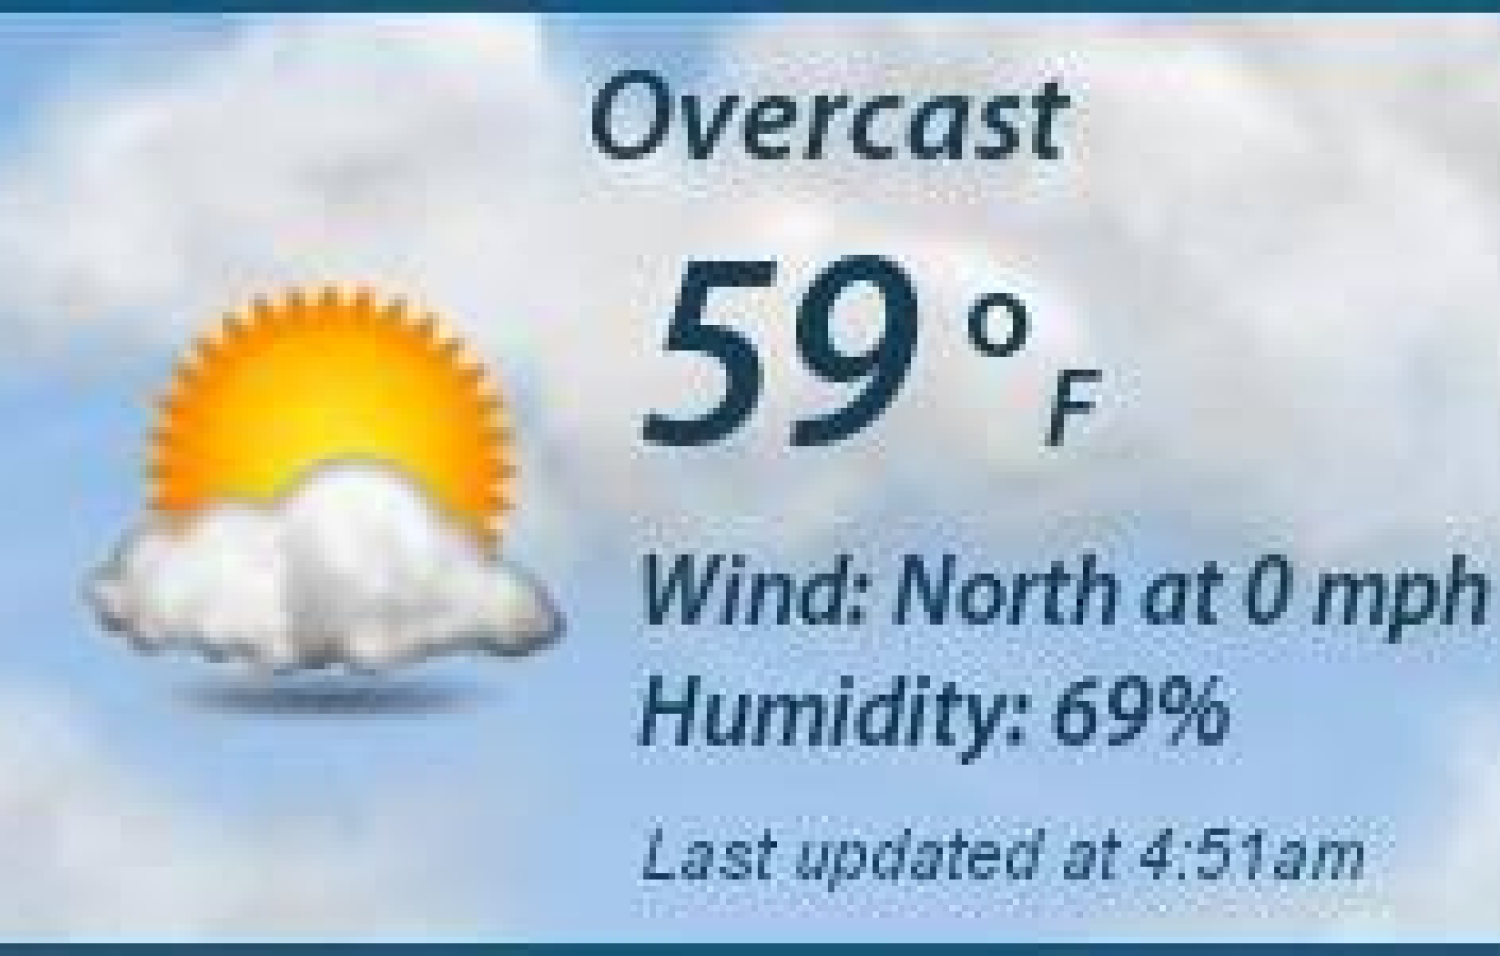 Overcast
59 °F
Wind: North at 0 mph
Humidity: 69%
Last updated at 4:51am